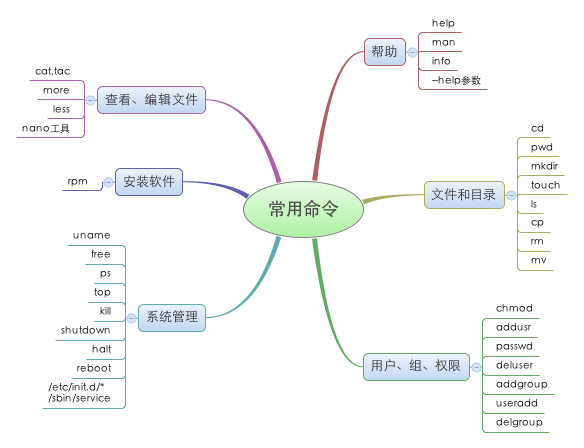 常用命令
帮助
help
man
info
--help参数
文件和目录
cd
pwd
mkdir
touch
ls
cp
rm
mv
用户、组、权限
chmod
addusr
passwd
deluser
addgroup
useradd
delgroup
查看、编辑文件
cat,tac
more
less
nano工具
安装软件
rpm
系统管理
uname
free
ps
top
kill
shutdown
halt
reboot
/etc/init.d/*
/sbin/service